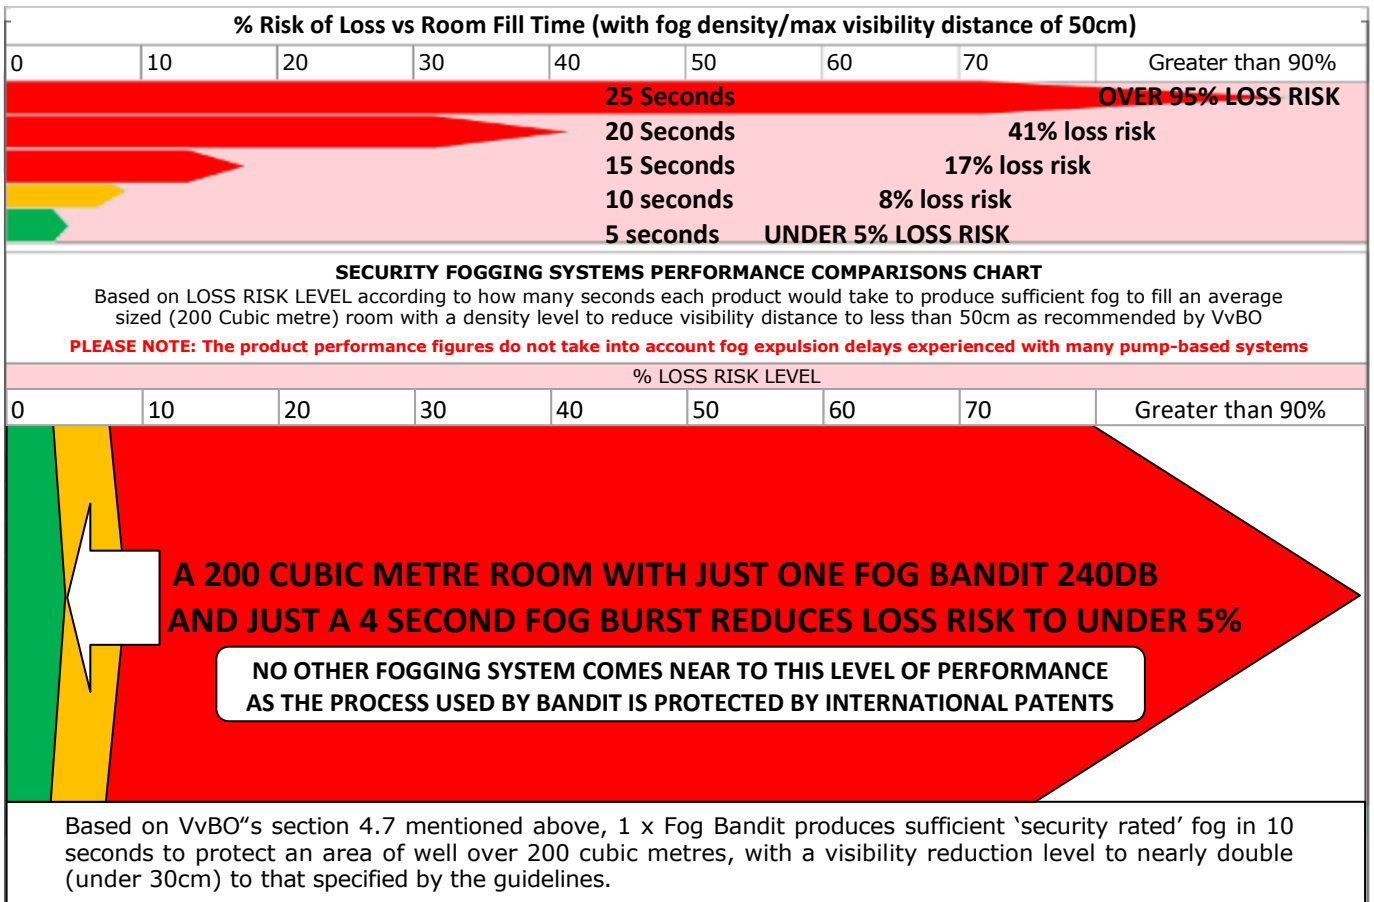 % Risk of Loss vs Room Fill Time (with fog density/max visibility distance of 50cm)
0 10 20 30 40 50 60 70 Greater than 90%
25 Seconds OVER 95% LOSS RISK
20 Seconds 41% loss risk
15 Seconds 17% loss risk
10 seconds 8% loss risk
5 seconds UNDER 5% LOSS RISK
SECURITY FOGGING SYSTEMS PERFORMANCE COMPARISONS CHART
Based on LOSS RISK LEVEL according to how many seconds each product would take to produce sufficient fog to fill an average
sized (200 Cubic metre) room with a density level to reduce visibility distance to less than 50cm as recommended by VvBO
PLEASE NOTE: The product performance figures do not take into account fog expulsion delays experienced with many pump-based systems
% LOSS RISK LEVEL
0 10 20 30 40 50 60 70 Greater than 90%
A 200 CUBIC METRE ROOM WITH JUST ONE FOG BANDIT 240DB
AND JUST A 4 SECOND FOG BURST REDUCES LOSS RISK TO UNDER 5%
NO OTHER FOGGING SYSTEM COMES NEAR TO THIS LEVEL OF PERFORMANCE
AS THE PROCESS USED BY BANDIT IS PROTECTED BY INTERNATIONAL PATENTS
Based on VvBO‟s section 4.7 mentioned above, 1 x Fog Bandit produces sufficient ‘security rated’ fog in 10
seconds to protect an area of well over 200 cubic metres, with a visibility reduction level to nearly double
(under 30cm) to that specified by the guidelines.